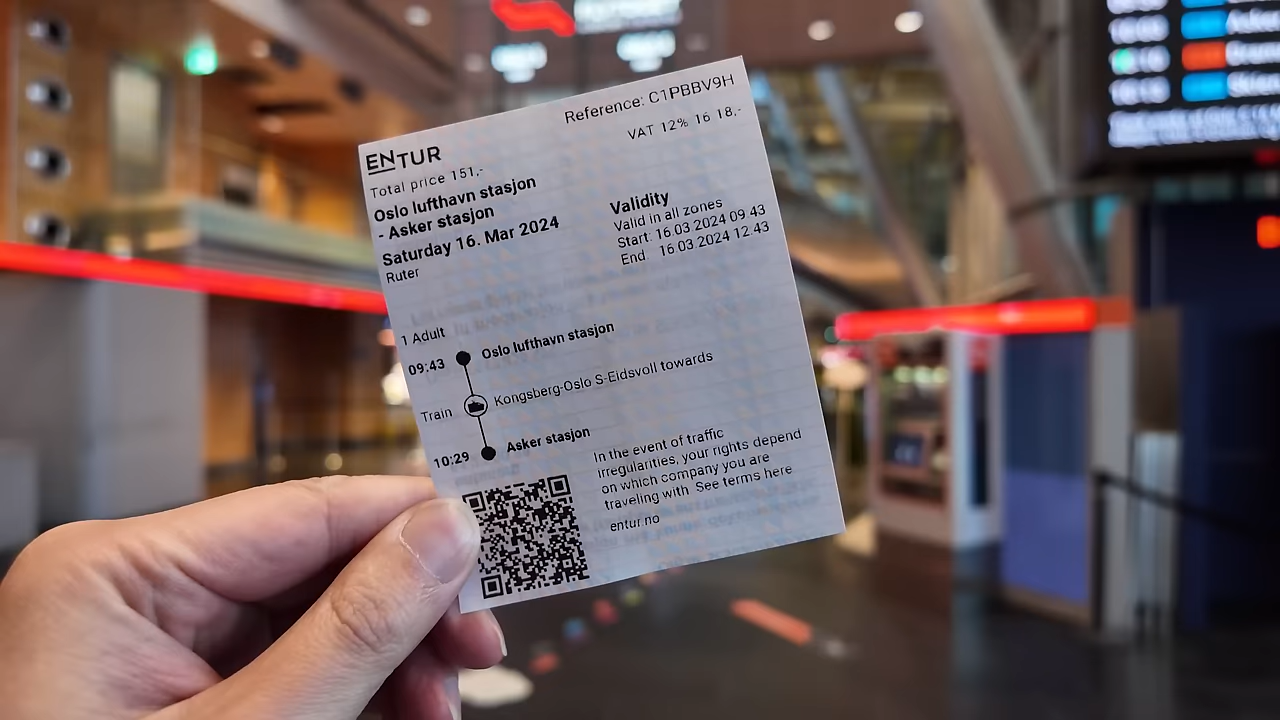 Reference: C1PBBV9H
VAT 12% 16 18,-
ENTUR
Total price 151,-
Oslo lufthavn stasjon
- Asker stasjon
Saturday 16. Mar 2024
Ruter
Validity
Valid in all zones
Start: 16 03 2024 09 43
End 16 03 2024 12 43
1 Adult
09:43 Oslo lufthavn stasjon
Train Kongsberg-Oslo S-Eidsvoll towards
10:29 Asker stasjon
In the event of traffic
irregularities, your rights depend
on which company you are
traveling with See terms here
entur no